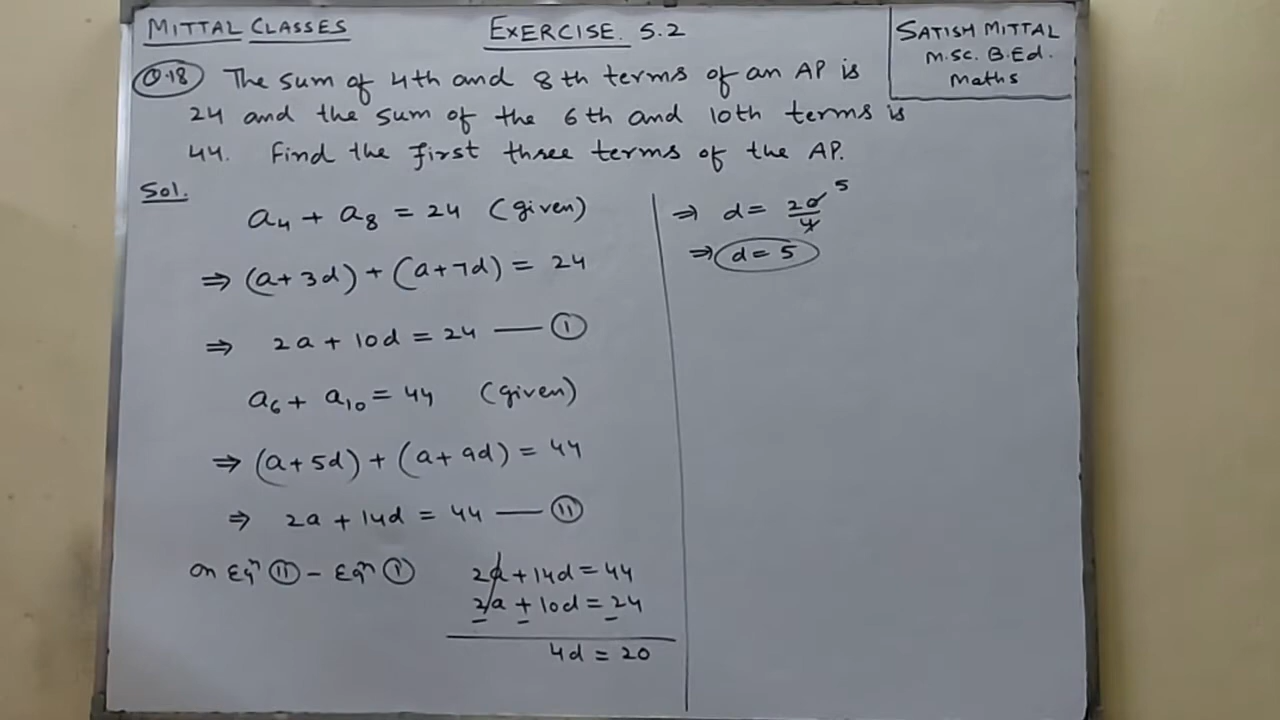 MITTAL CLASSES
EXERCISE. 5.2
SATISH MITTAL
M.Sc. B.Ed.
Maths
Q.18 The sum of 4th and 8th terms of an AP is
24 and the sum of the 6th and 10th terms is
44. Find the first three terms of the AP.
Sol.
a₄ + a₈ = 24 (given)
⇒ (a+3d) + (a+7d) = 24
⇒ 2a + 10d = 24 — Ⓘ
a₆ + a₁₀ = 44 (given)
⇒ (a+5d) + (a+9d) = 44
⇒ 2a + 14d = 44 — (II)
on Eqⁿ (II) – Eqⁿ (I)
2a + 14d = 44
2a + 10d = 24
– – –
4d = 20
⇒ d = 20/4 5
⇒ d = 5